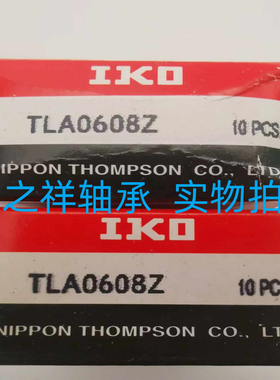 IKO
TLA0608Z 10 PCS
NIPPON THOMPSON CO., LTD
之祥轴承 实物拍
IKO
TLA0608Z 10 PC
NIPPON THOMPSON CO., LT